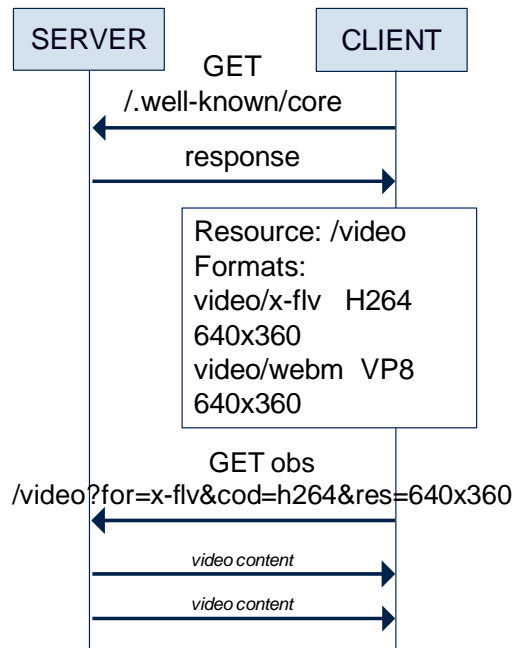 SERVER
CLIENT
GET
/.well-known/core
response
Resource: /video
Formats:
video/x-flv H264
640x360
video/webm VP8
640x360
GET obs
/video?for=x-flv&cod=h264&res=640x360
video content
video content